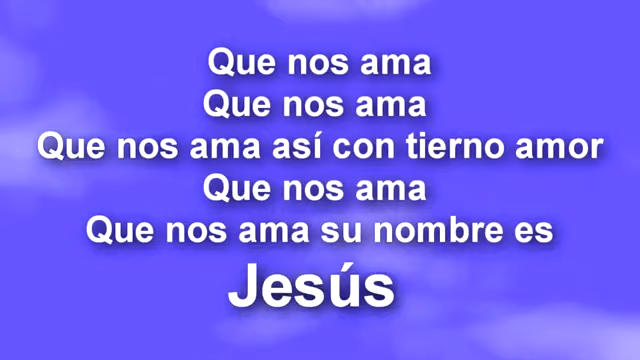 Que nos ama
Que nos ama
Que nos ama así con tierno amor
Que nos ama
Que nos ama su nombre es
Jesús